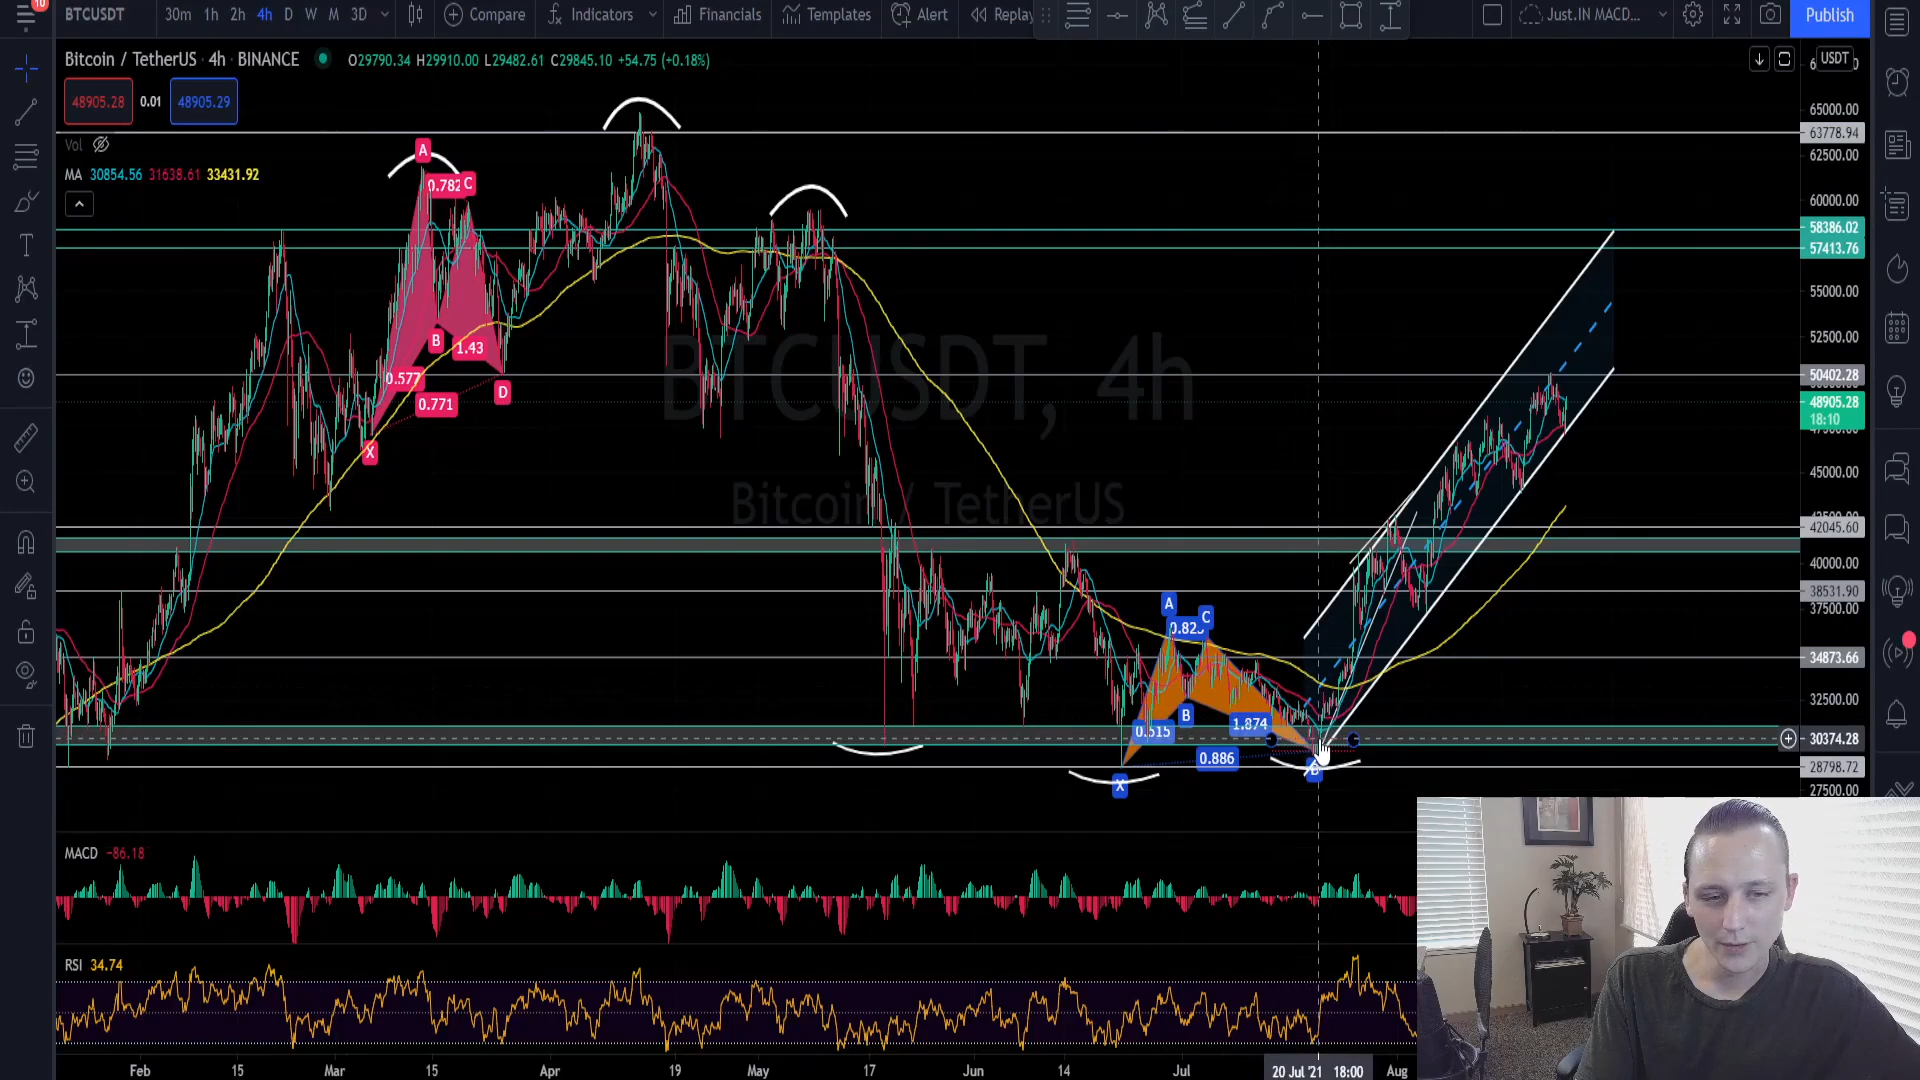 10
BTCUSDT 30m 1h 2h 4h D W M 3D Compare Indicators Financials Templates Alert Replay Just.IN MACD... Publish
Bitcoin / TetherUS · 4h · BINANCE O29790.34 H29910.00 L29482.61 C29845.10 +54.75 (+0.18%)
USDT
48905.28 0.01 48905.29
Vol
MA 30854.56 31638.61 33431.92
65000.00
63778.94
62500.00
60000.00
58386.02
57413.76
55000.00
52500.00
50402.28
48905.28
18:10
45000.00
42045.60
40000.00
38531.90
37500.00
34873.66
32500.00
30374.28
28798.72
27500.00
A
0.782 C
B
1.43
0.577
D
0.771
X
BTCUSDT, 4h
Bitcoin / TetherUS
A
C
B
1.874
0.886
X
MACD -86.18
RSI 34.74
Feb 15 Mar 15 Apr 19 May 17 Jun 14 Jul 20 Jul '21 18:00 Aug